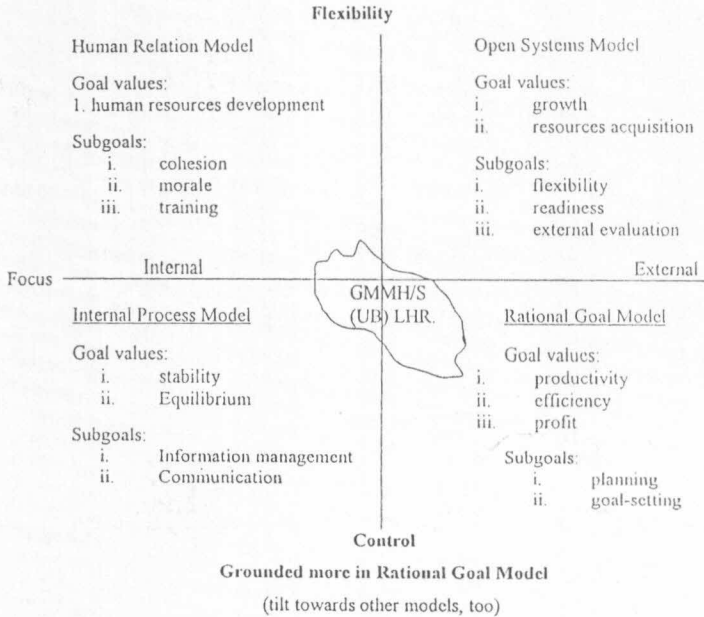 Flexibility
Human Relation Model
Goal values:
1. human resources development
Subgoals:
i. cohesion
ii. morale
iii. training
Open Systems Model
Goal values:
i. growth
ii. resources acquisition
Subgoals:
i. flexibility
ii. readiness
iii. external evaluation
Focus
Internal
External
GMMH/S
(UB) LHR.
Internal Process Model
Goal values:
i. stability
ii. Equilibrium
Subgoals:
i. Information management
ii. Communication
Rational Goal Model
Goal values:
i. productivity
ii. efficiency
iii. profit
Subgoals:
i. planning
ii. goal-setting
Control
Grounded more in Rational Goal Model
(tilt towards other models, too)